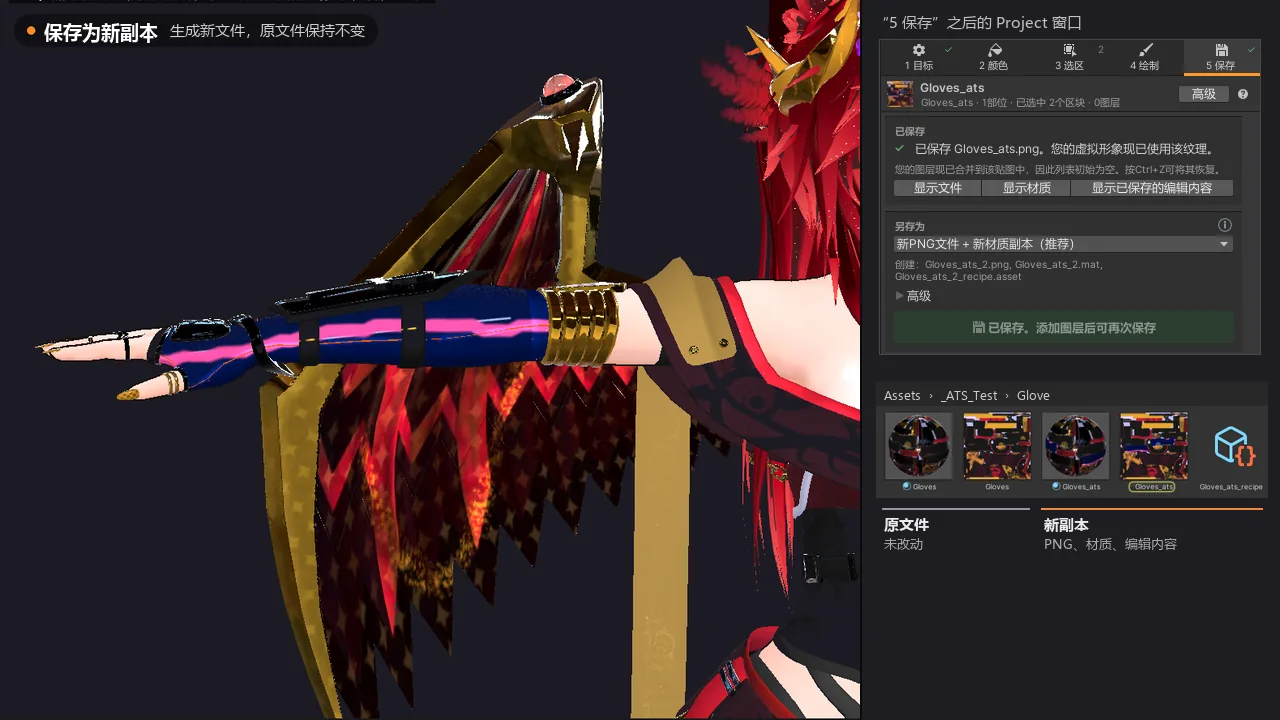 保存为新副本 生成新文件，原文件保持不变
“5 保存”之后的 Project 窗口
1 目标
2 颜色
3 选区
2
4 绘制
5 保存
Gloves_ats
Gloves_ats · 1部位 · 已选中 2个区块 · 0图层
高级
?
已保存
已保存 Gloves_ats.png。您的虚拟形象现已使用该纹理。
您的图层现已合并到该贴图中，因此列表初始为空。按Ctrl+Z可将其恢复。
显示文件
显示材质
显示已保存的编辑内容
另存为
新PNG文件 + 新材质副本（推荐）
创建：Gloves_ats_2.png, Gloves_ats_2.mat,
Gloves_ats_2_recipe.asset
高级
已保存。添加图层后可再次保存
Assets › _ATS_Test › Glove
Gloves
Gloves
Gloves_ats
Gloves_ats
Gloves_ats_recipe
原文件
未改动
新副本
PNG、材质、编辑内容